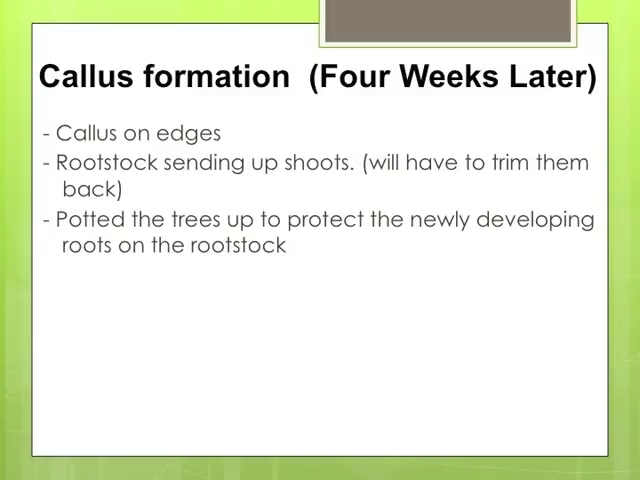 Callus formation  (Four Weeks Later)
- Callus on edges
- Rootstock sending up shoots. (will have to trim them
back)
- Potted the trees up to protect the newly developing
roots on the rootstock